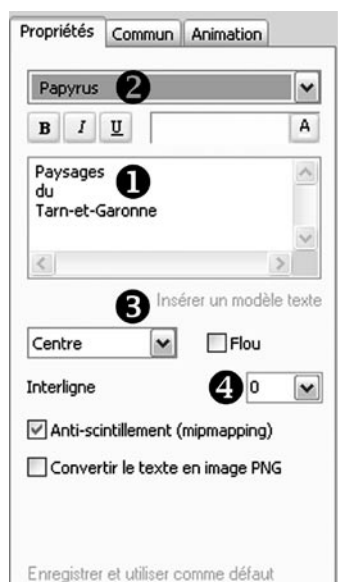 Propriétés Commun Animation
Papyrus 2
B I U A
Paysages 1
du
Tarn-et-Garonne
Insérer un modèle texte
3
Centre Flou
Interligne 4 0
Anti-scintillement (mipmapping)
Convertir le texte en image PNG
Enregistrer et utiliser comme défaut